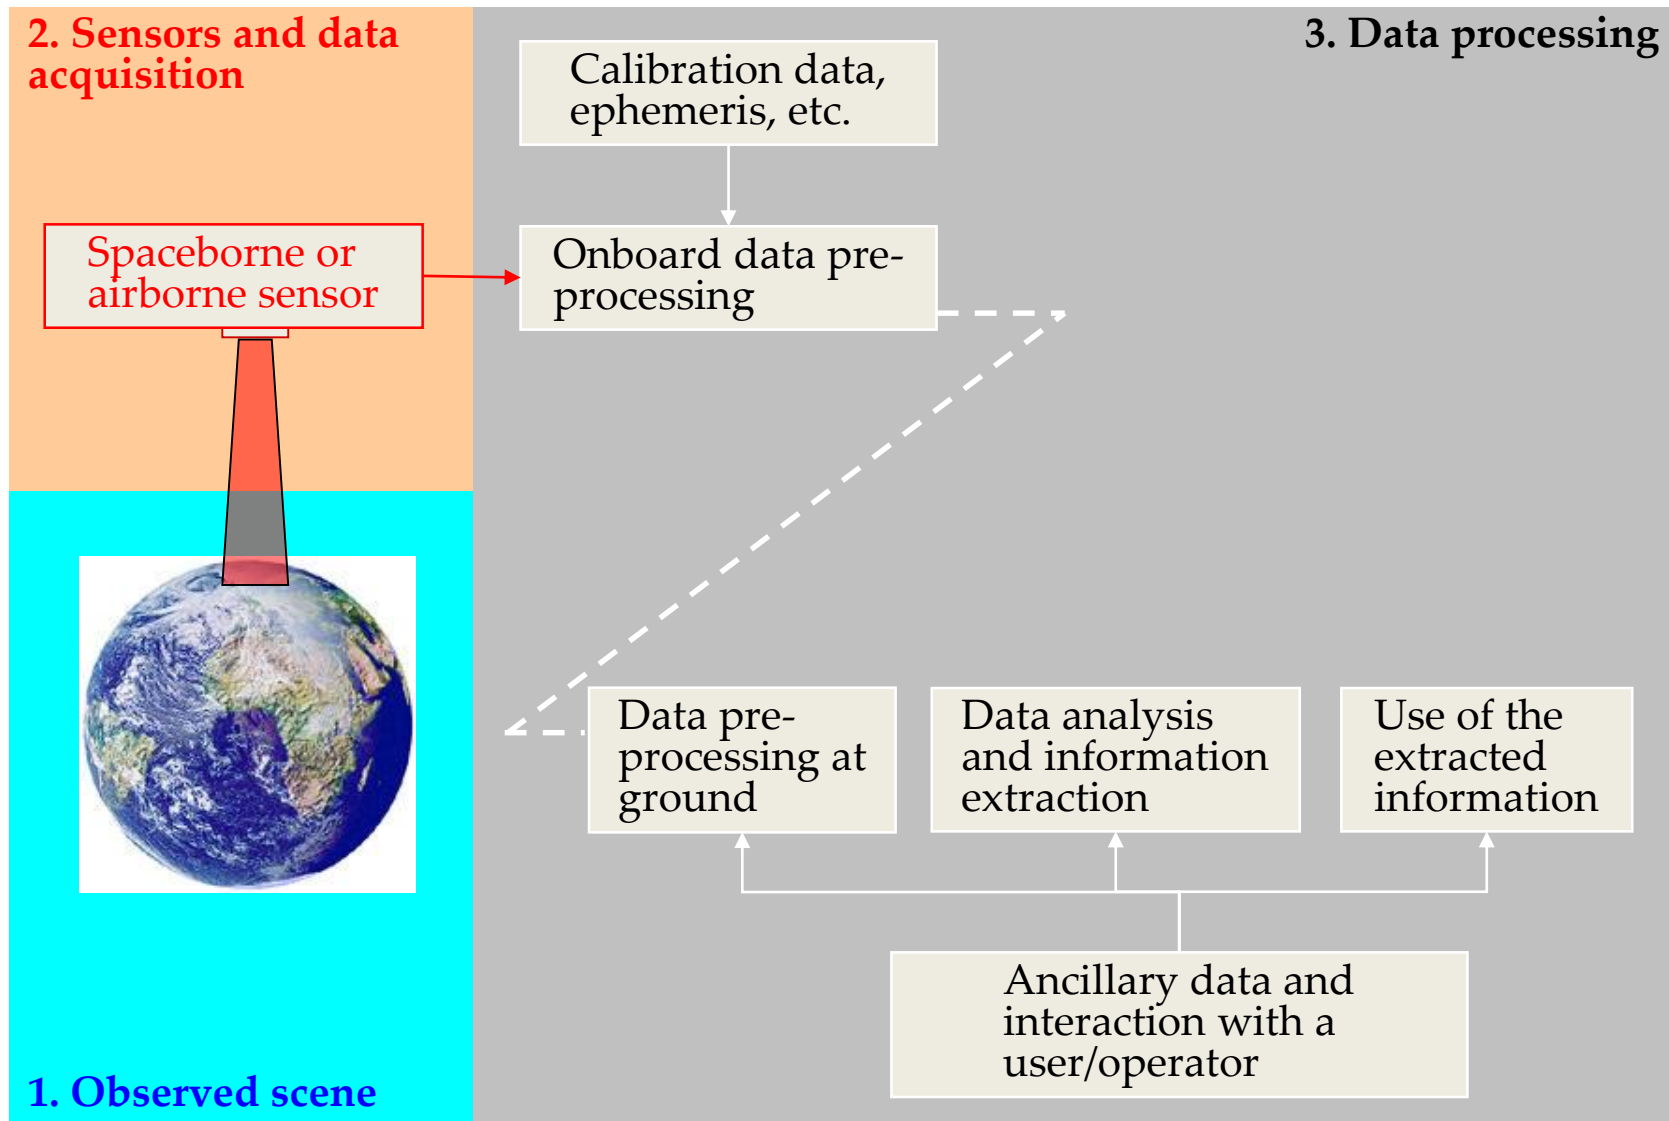 2. Sensors and data
acquisition
3. Data processing
Calibration data,
ephemeris, etc.
Spaceborne or
airborne sensor
Onboard data pre-
processing
Data pre-
processing at
ground
Data analysis
and information
extraction
Use of the
extracted
information
Ancillary data and
interaction with a
user/operator
1. Observed scene